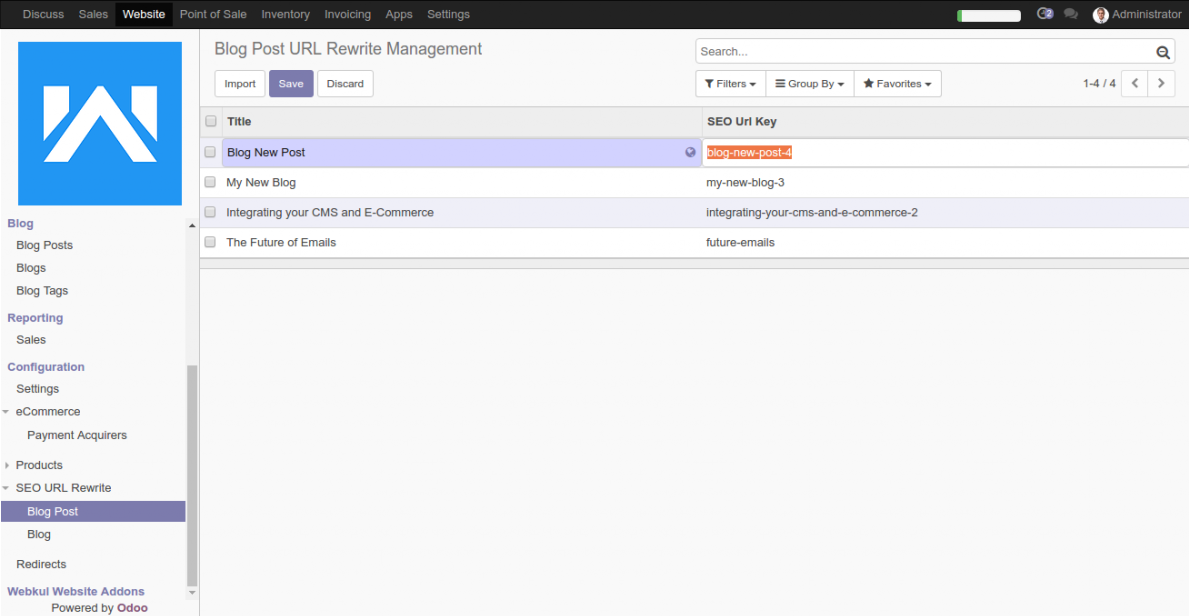 Discuss Sales Website Point of Sale Inventory Invoicing Apps Settings 2 Administrator
Blog Post URL Rewrite Management
Search...
Import Save Discard
Filters Group By Favorites 1-4 / 4
Title SEO Url Key
Blog New Post blog-new-post-4
My New Blog my-new-blog-3
Integrating your CMS and E-Commerce integrating-your-cms-and-e-commerce-2
The Future of Emails future-emails
Blog
Blog Posts
Blogs
Blog Tags
Reporting
Sales
Configuration
Settings
eCommerce
Payment Acquirers
Products
SEO URL Rewrite
Blog Post
Blog
Redirects
Webkul Website Addons
Powered by Odoo